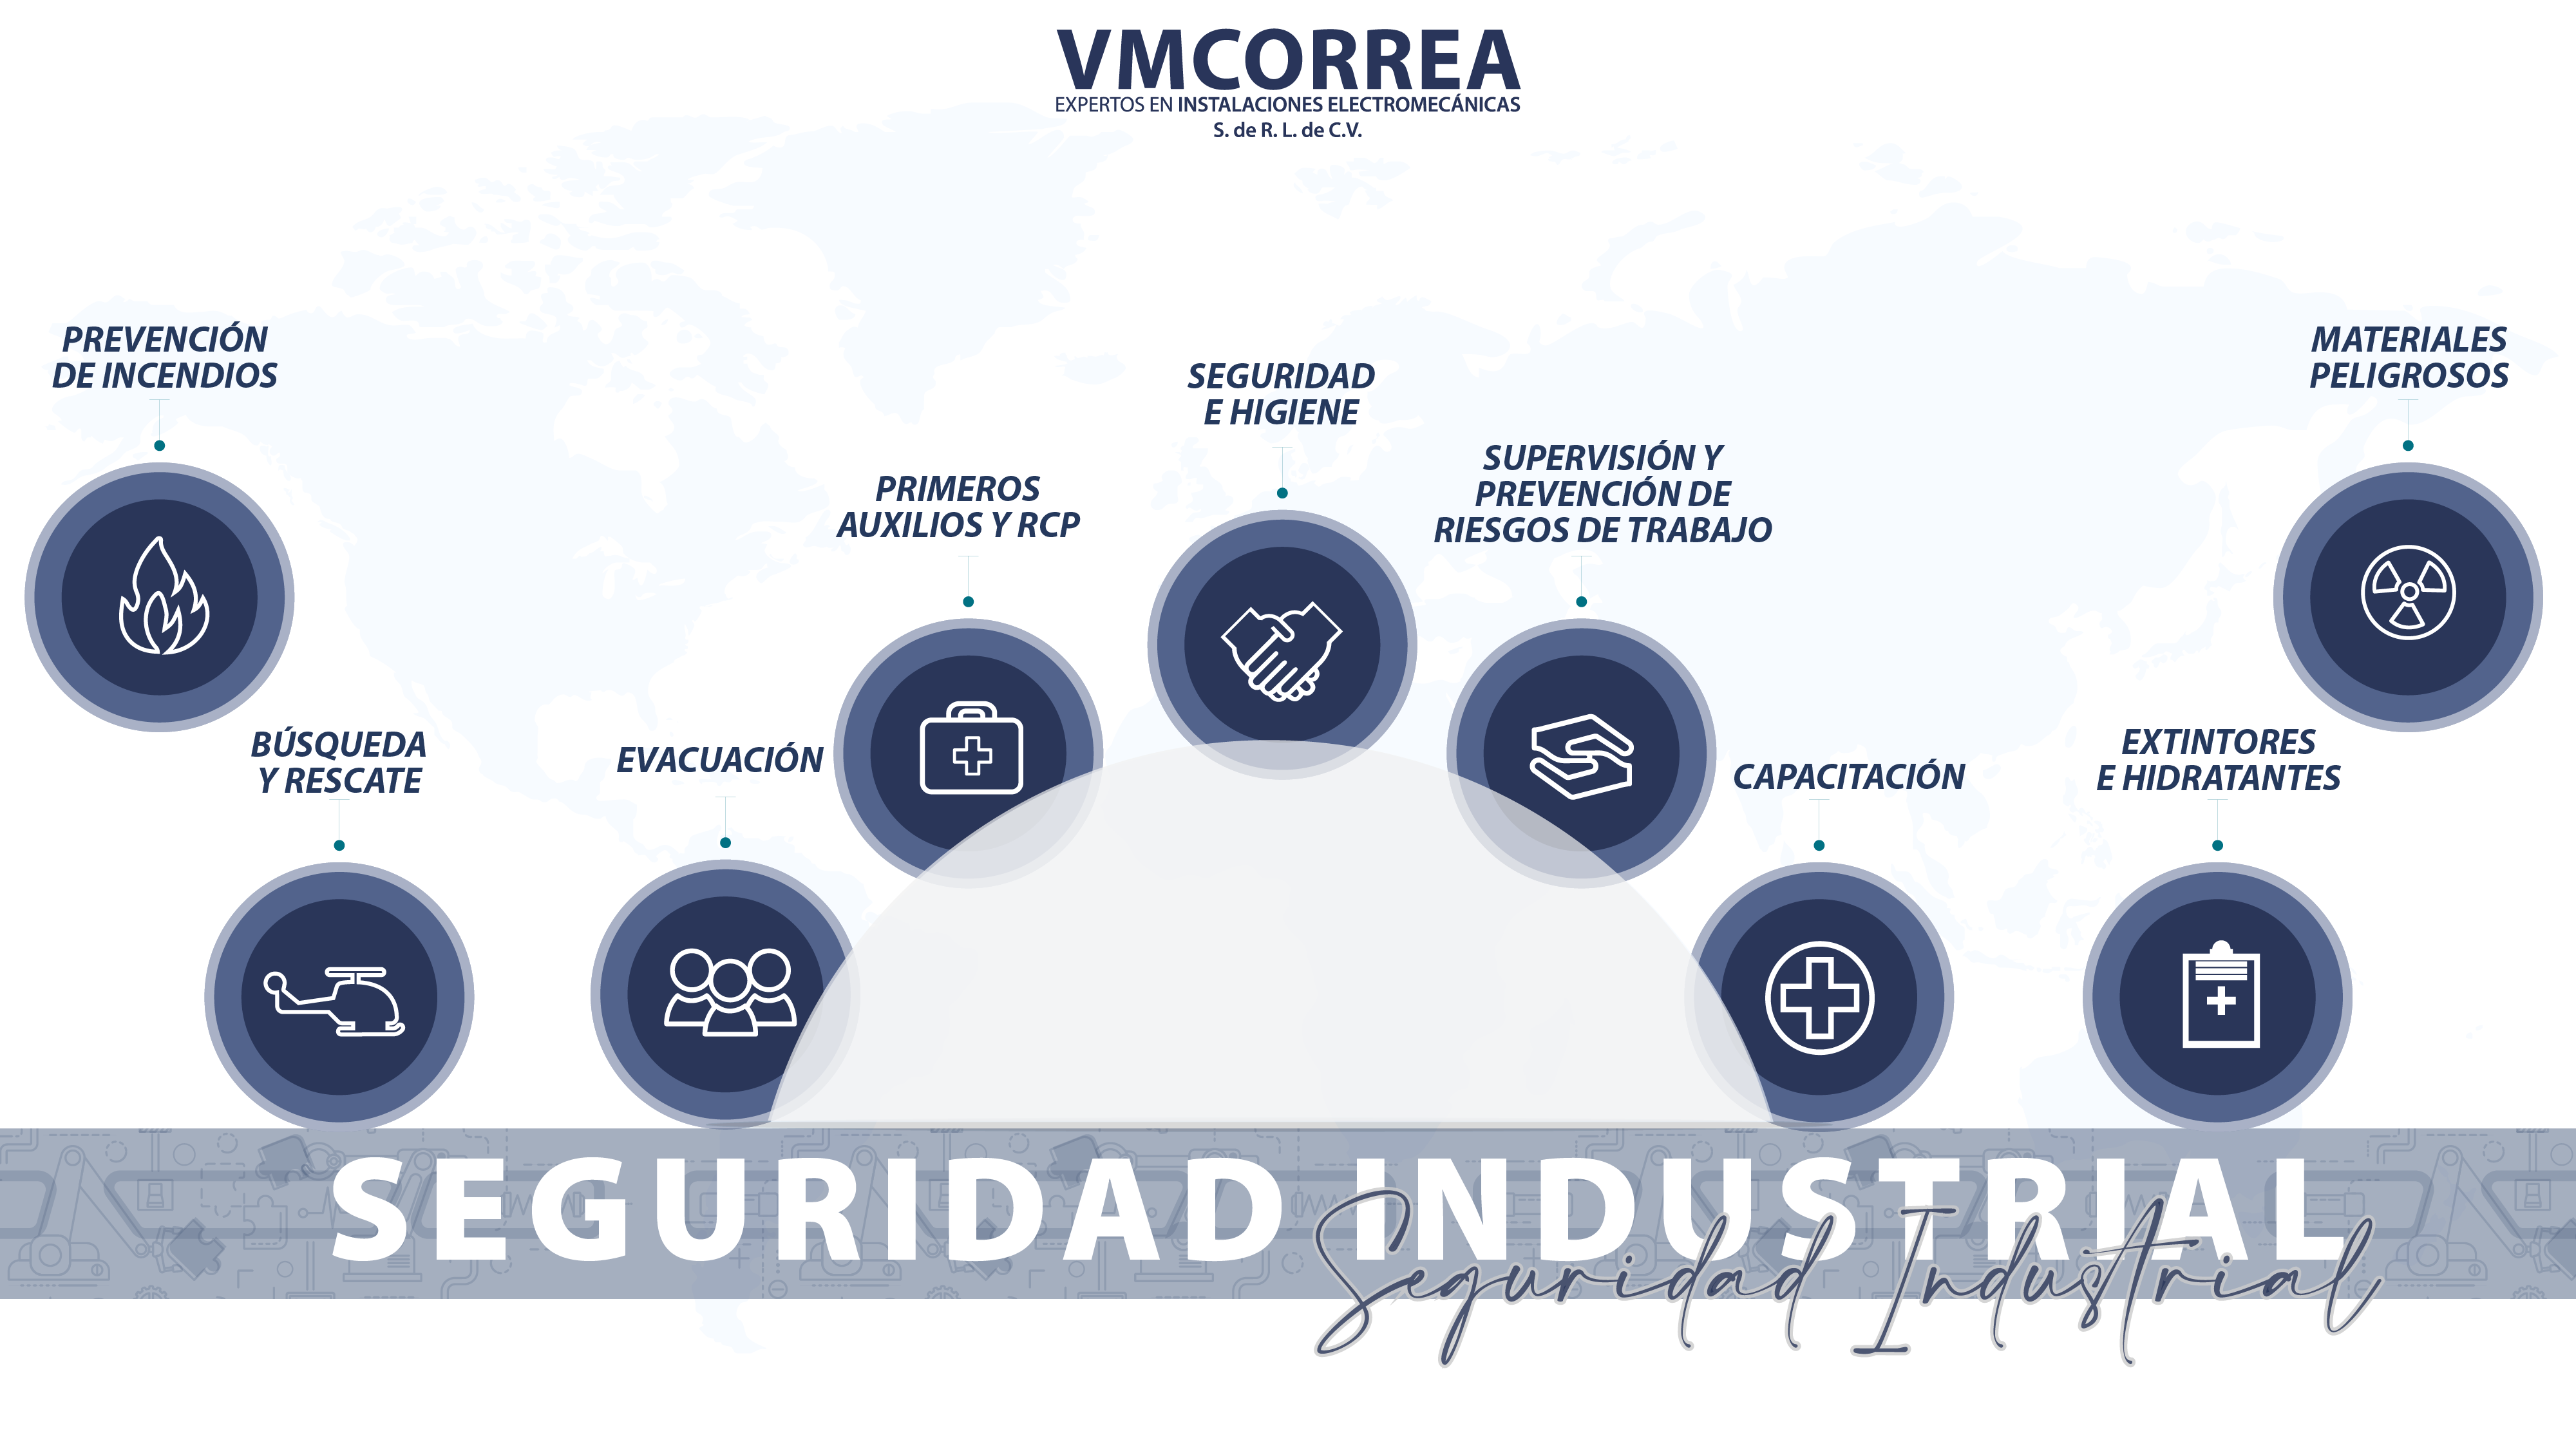 VMCORREA
EXPERTOS EN INSTALACIONES ELECTROMECÁNICAS
S. de R. L. de C.V.
PREVENCIÓN
DE INCENDIOS
BÚSQUEDA
Y RESCATE
EVACUACIÓN
PRIMEROS
AUXILIOS Y RCP
SEGURIDAD
E HIGIENE
SUPERVISIÓN Y
PREVENCIÓN DE
RIESGOS DE TRABAJO
CAPACITACIÓN
EXTINTORES
E HIDRATANTES
MATERIALES
PELIGROSOS
SEGURIDAD INDUSTRIAL
Seguridad Industrial